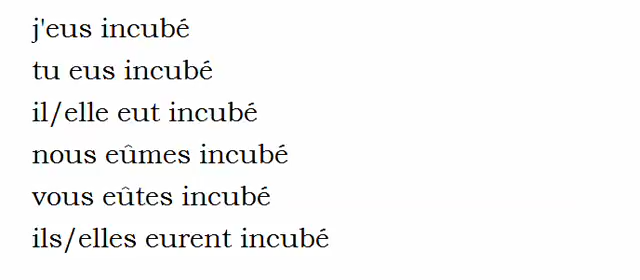 j'eus incubé
tu eus incubé
il/elle eut incubé
nous eûmes incubé
vous eûtes incubé
ils/elles eurent incubé